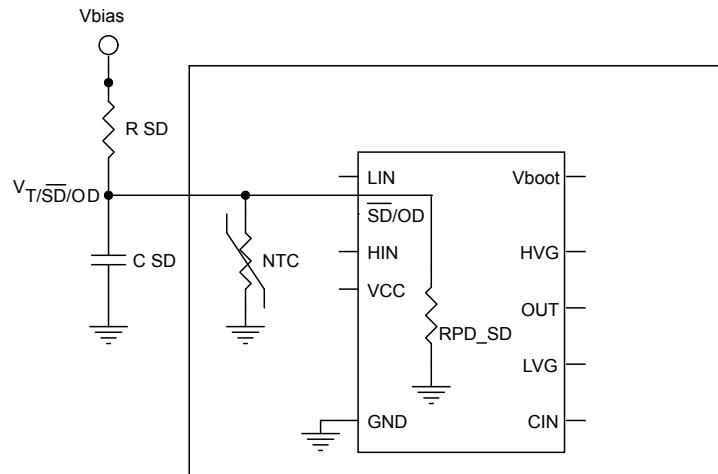 Vbias
R SD
VT/SD/OD
C SD
NTC
LIN
SD/OD
HIN
VCC
GND
RPD_SD
Vboot
HVG
OUT
LVG
CIN